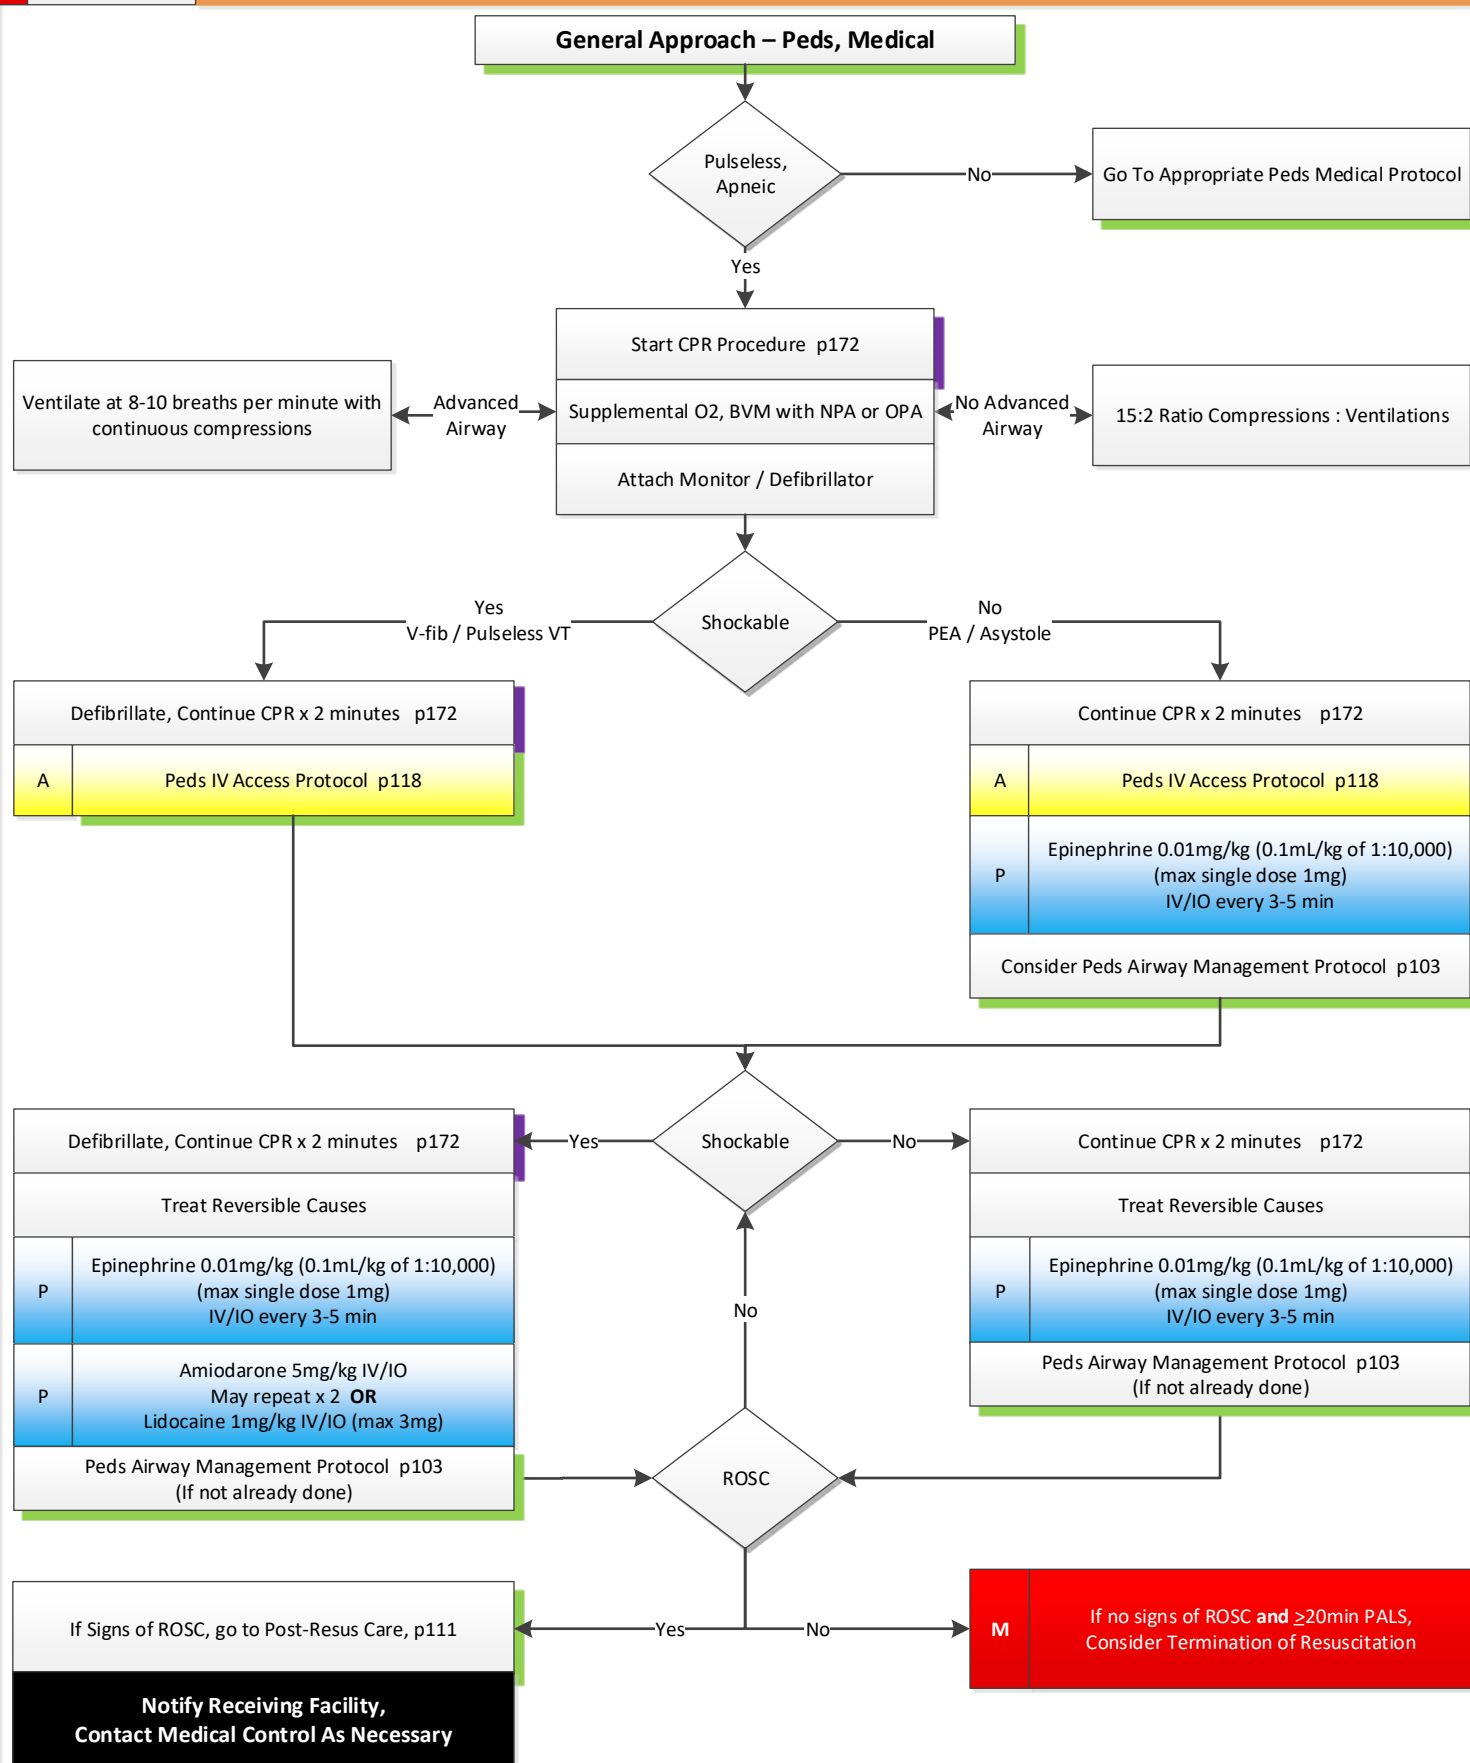 General Approach – Peds, Medical
Pulseless,
Apneic
No
Go To Appropriate Peds Medical Protocol
Yes
Start CPR Procedure p172
Supplemental O2, BVM with NPA or OPA
Attach Monitor / Defibrillator
Advanced
Airway
Ventilate at 8-10 breaths per minute with
continuous compressions
No Advanced
Airway
15:2 Ratio Compressions : Ventilations
Shockable
Yes
V-fib / Pulseless VT
No
PEA / Asystole
Defibrillate, Continue CPR x 2 minutes p172
A
Peds IV Access Protocol p118
Continue CPR x 2 minutes p172
A
Peds IV Access Protocol p118
P
Epinephrine 0.01mg/kg (0.1mL/kg of 1:10,000)
(max single dose 1mg)
IV/IO every 3-5 min
Consider Peds Airway Management Protocol p103
Shockable
Yes
No
Defibrillate, Continue CPR x 2 minutes p172
Treat Reversible Causes
P
Epinephrine 0.01mg/kg (0.1mL/kg of 1:10,000)
(max single dose 1mg)
IV/IO every 3-5 min
P
Amiodarone 5mg/kg IV/IO
May repeat x 2 OR
Lidocaine 1mg/kg IV/IO (max 3mg)
Peds Airway Management Protocol p103
(If not already done)
Continue CPR x 2 minutes p172
Treat Reversible Causes
P
Epinephrine 0.01mg/kg (0.1mL/kg of 1:10,000)
(max single dose 1mg)
IV/IO every 3-5 min
Peds Airway Management Protocol p103
(If not already done)
No
ROSC
Yes
No
If Signs of ROSC, go to Post-Resus Care, p111
Notify Receiving Facility,
Contact Medical Control As Necessary
M
If no signs of ROSC and ≥20min PALS,
Consider Termination of Resuscitation